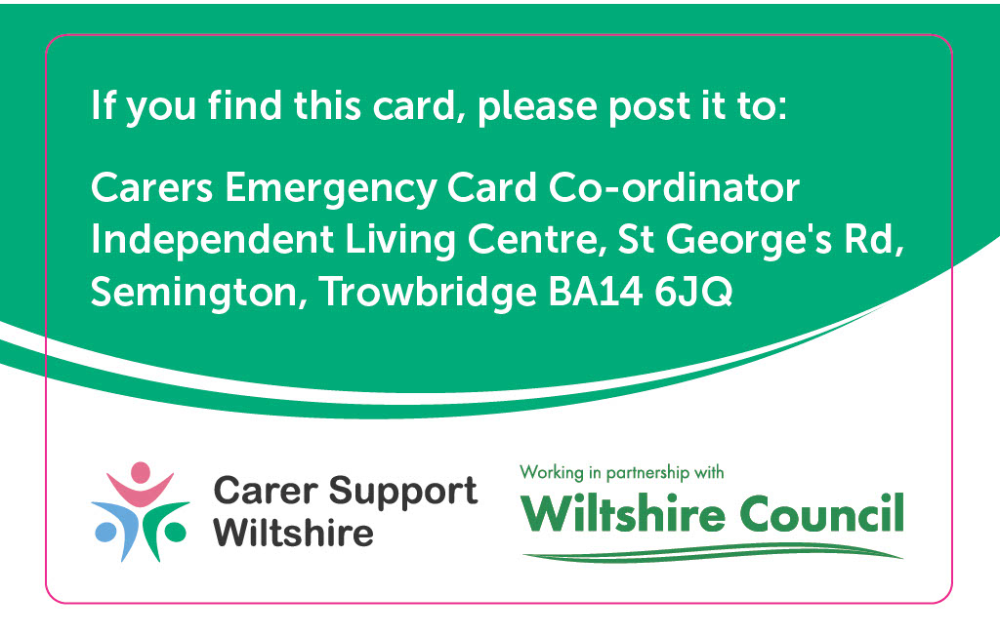 If you find this card, please post it to:
Carers Emergency Card Co-ordinator
Independent Living Centre, St George's Rd,
Semington, Trowbridge BA14 6JQ
Carer Support
Wiltshire
Working in partnership with
Wiltshire Council